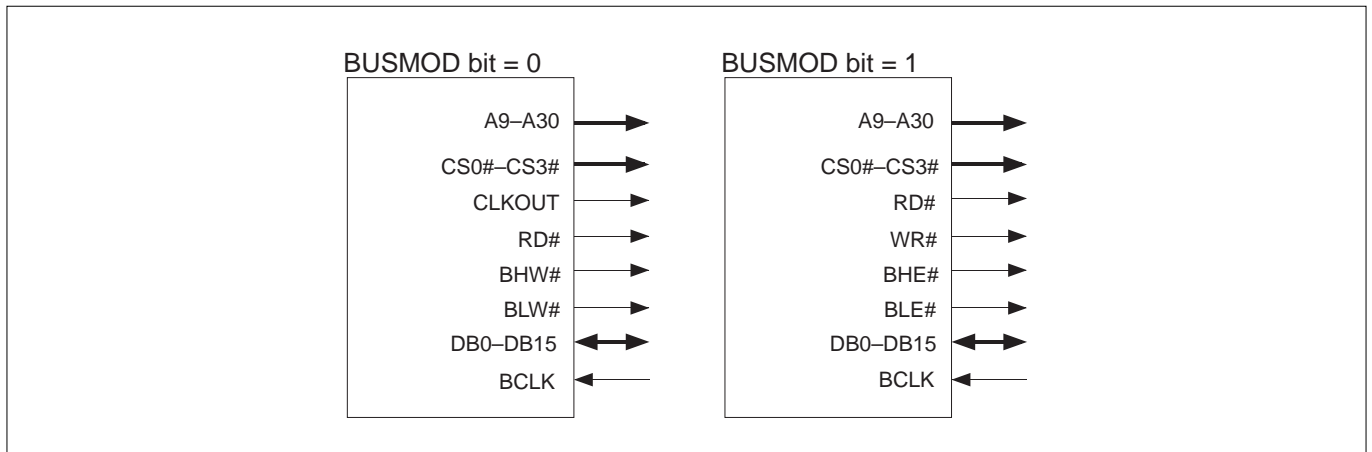 BUSMOD bit = 0
A9–A30
CS0#–CS3#
CLKOUT
RD#
BHW#
BLW#
DB0–DB15
BCLK
BUSMOD bit = 1
A9–A30
CS0#–CS3#
RD#
WR#
BHE#
BLE#
DB0–DB15
BCLK